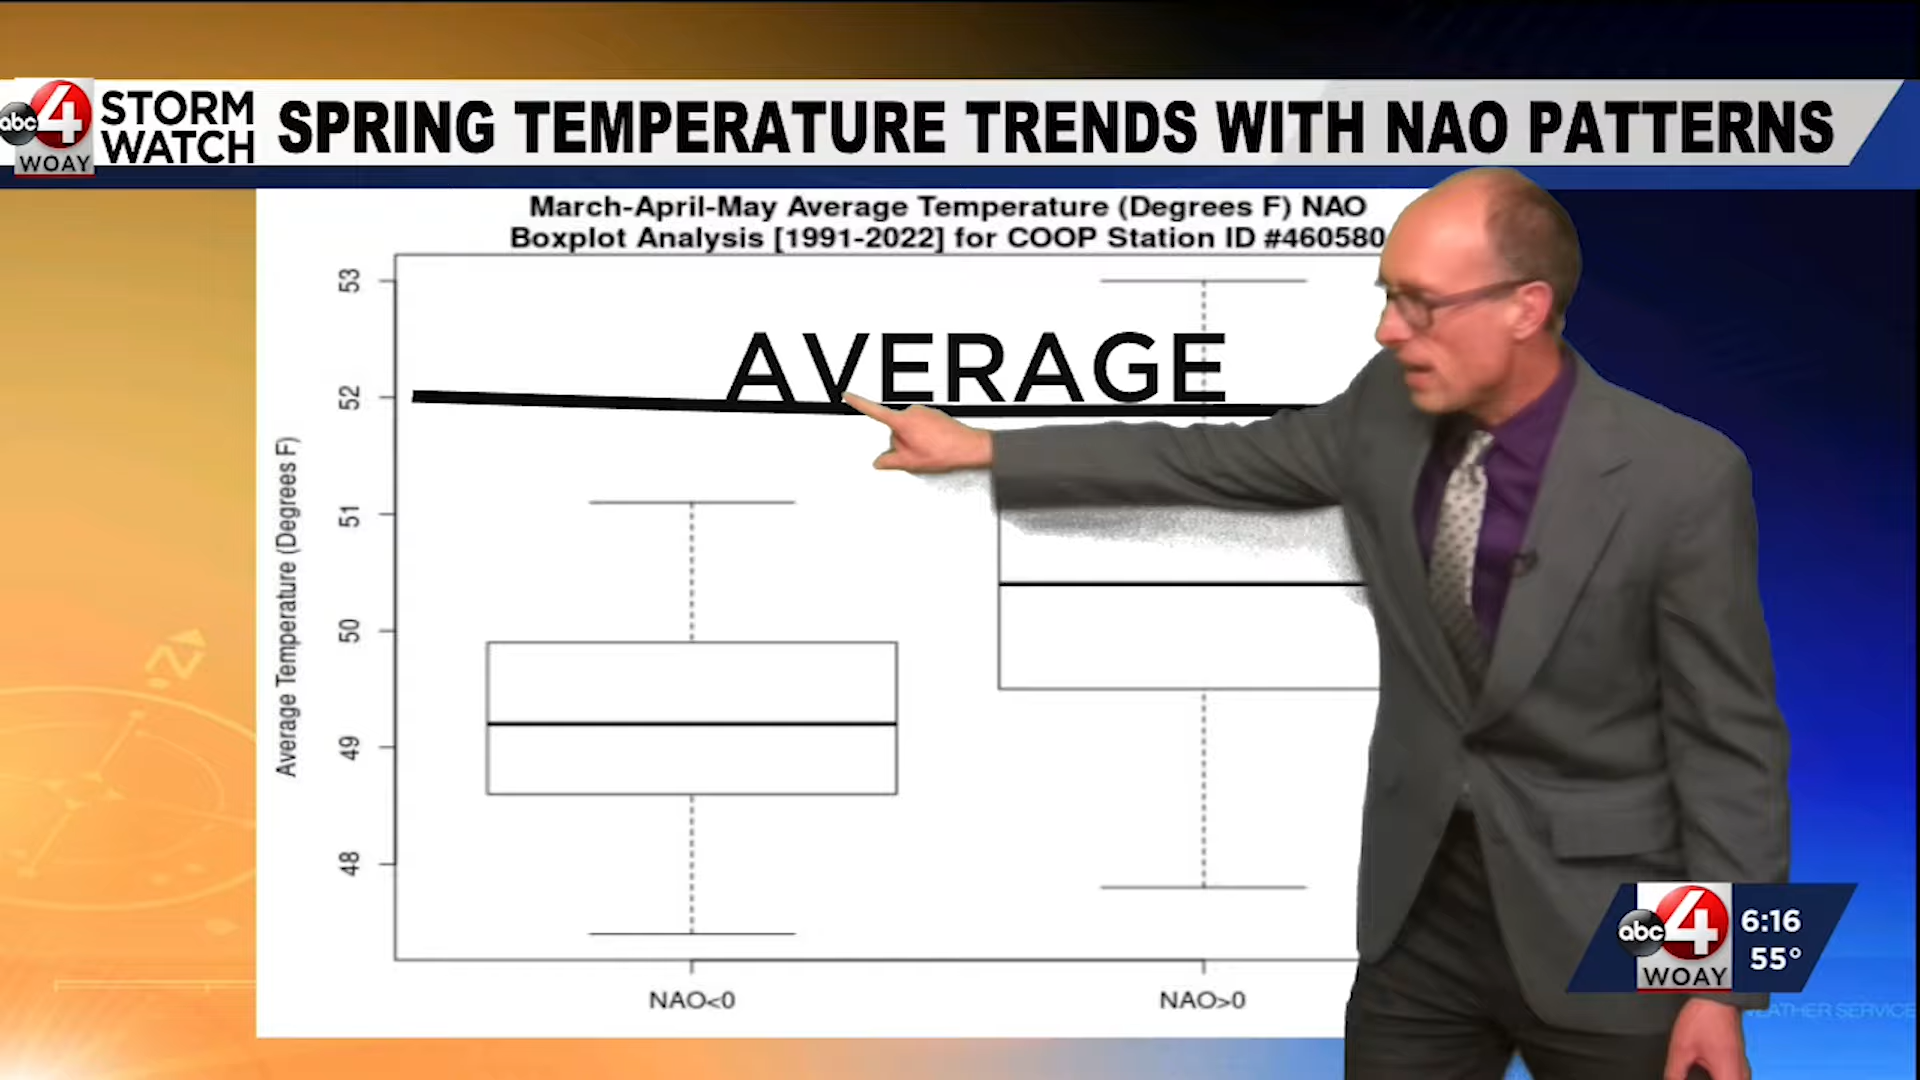 abc 4 STORM
WATCH
WOAY
SPRING TEMPERATURE TRENDS WITH NAO PATTERNS
March-April-May Average Temperature (Degrees F) NAO
Boxplot Analysis [1991-2022] for COOP Station ID #460580
Average Temperature (Degrees F)
53
52
51
50
49
48
AVERAGE
NAO<0
NAO>0
N
abc 4
WOAY
6:16
55°